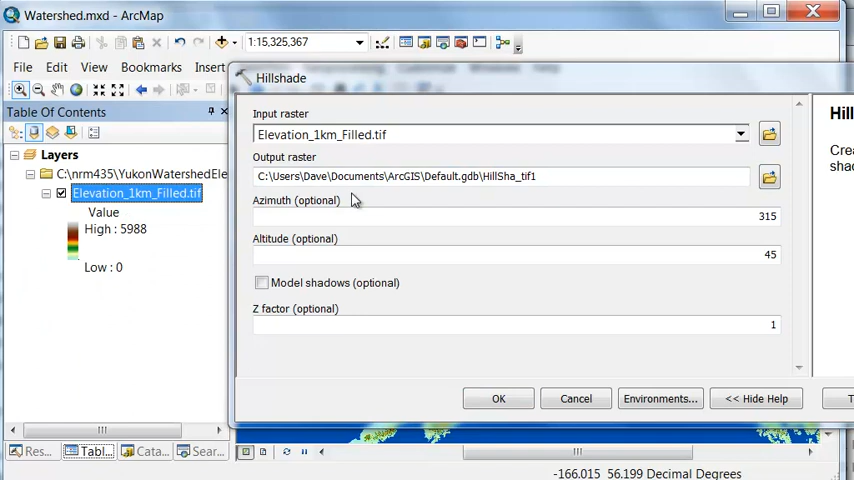 Watershed.mxd - ArcMap
1:15,325,367
File Edit View Bookmarks Insert
Hillshade
Table Of Contents
Layers
C:\nrm435\YukonWatershedEle
Elevation_1km_Filled.tif
Value
High : 5988
Low : 0
Input raster
Elevation_1km_Filled.tif
Output raster
C:\Users\Dave\Documents\ArcGIS\Default.gdb\HillSha_tif1
Azimuth (optional)
315
Altitude (optional)
45
Model shadows (optional)
Z factor (optional)
1
OK Cancel Environments... << Hide Help T
Hil
Crea
shad
Res... Tabl... Cata... Sear...
-166.015 56.199 Decimal Degrees